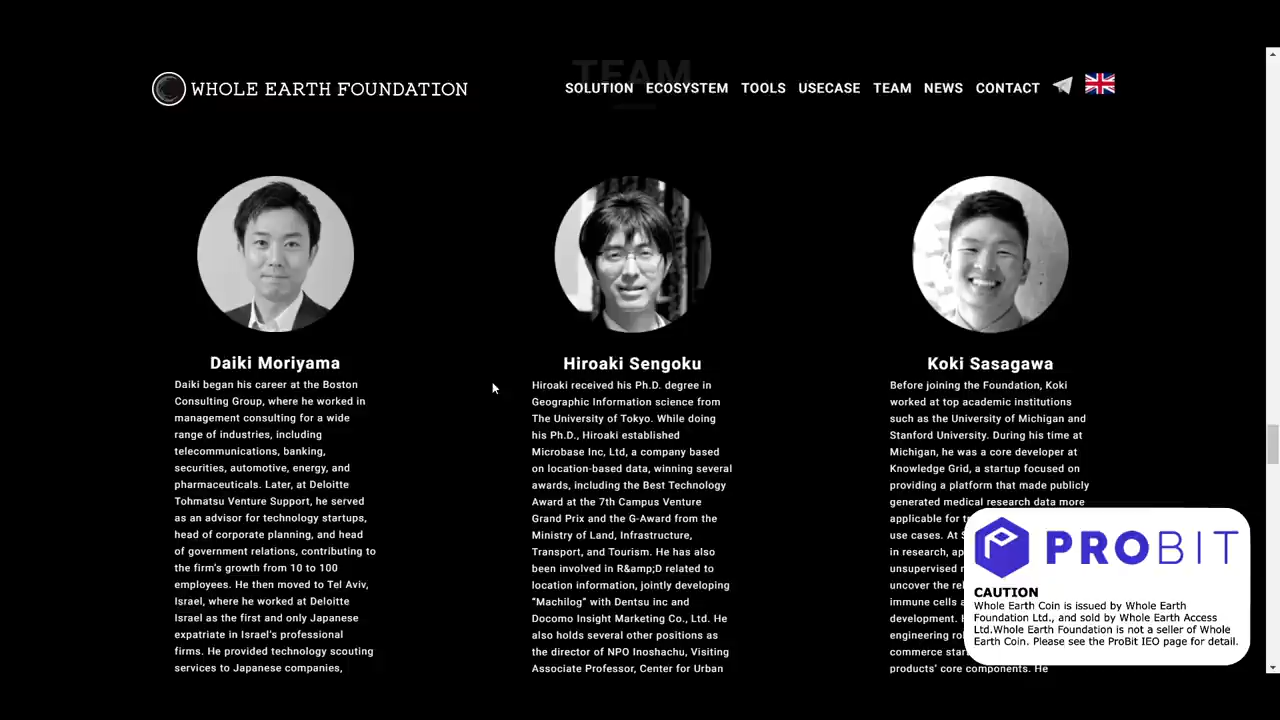 TEAM
WHOLE EARTH FOUNDATION
SOLUTION ECOSYSTEM TOOLS USECASE TEAM NEWS CONTACT
Daiki Moriyama
Daiki began his career at the Boston
Consulting Group, where he worked in
management consulting for a wide
range of industries, including
telecommunications, banking,
securities, automotive, energy, and
pharmaceuticals. Later, at Deloitte
Tohmatsu Venture Support, he served
as an advisor for technology startups,
head of corporate planning, and head
of government relations, contributing to
the firm's growth from 10 to 100
employees. He then moved to Tel Aviv,
Israel, where he worked at Deloitte
Israel as the first and only Japanese
expatriate in Israel's professional
firms. He provided technology scouting
services to Japanese companies,
Hiroaki Sengoku
Hiroaki received his Ph.D. degree in
Geographic Information science from
The University of Tokyo. While doing
his Ph.D., Hiroaki established
Microbase Inc, Ltd, a company based
on location-based data, winning several
awards, including the Best Technology
Award at the 7th Campus Venture
Grand Prix and the G-Award from the
Ministry of Land, Infrastructure,
Transport, and Tourism. He has also
been involved in R&amp;D related to
location information, jointly developing
"Machilog" with Dentsu inc and
Docomo Insight Marketing Co., Ltd. He
also holds several other positions as
the director of NPO Inoshachu, Visiting
Associate Professor, Center for Urban
Koki Sasagawa
Before joining the Foundation, Koki
worked at top academic institutions
such as the University of Michigan and
Stanford University. During his time at
Michigan, he was a core developer at
Knowledge Grid, a startup focused on
providing a platform that made publicly
generated medical research data more
applicable for
use cases. At
in research,
unsupervised
uncover the
immune cells
development.
engineering
commerce
products' core components. He
PROBIT
CAUTION
Whole Earth Coin is issued by Whole Earth
Foundation Ltd., and sold by Whole Earth Access
Ltd.Whole Earth Foundation is not a seller of Whole
Earth Coin. Please see the ProBit IEO page for detail.